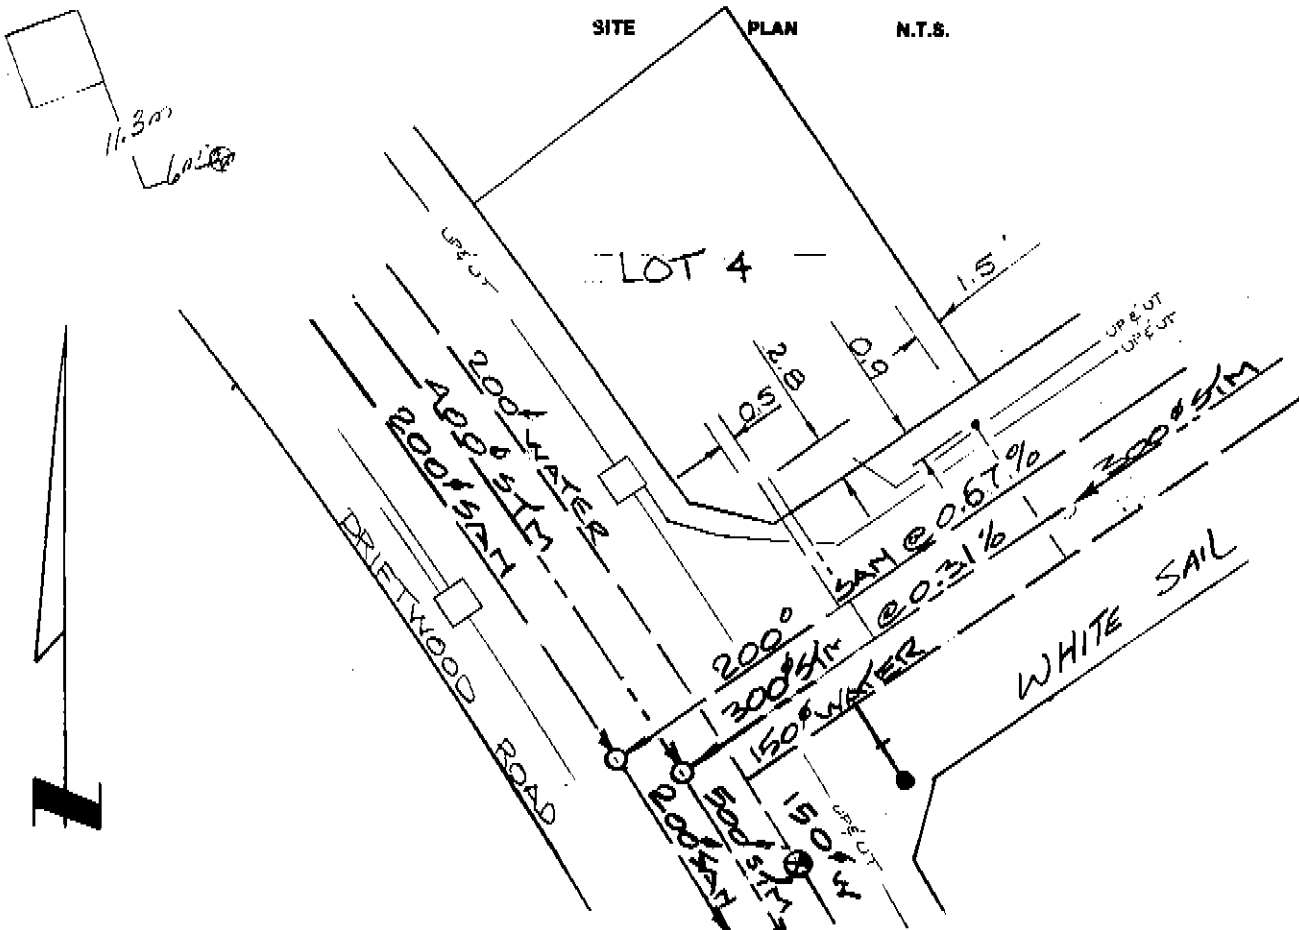 SITE PLAN N.T.S.
11.3m
UP & UT
LOT 4
1.5'
UP & UT
UP & UT
2.8
0.9
0.5
200ø WATER
400ø STM
200ø SAN
300ø STM
SAN @ 0.67%
@ 0.31%
200ø
300ø STM
150ø WATER
WHITE SAIL
DRIFTWOOD ROAD
200ø SAN
500ø STM
150ø
UP & UT